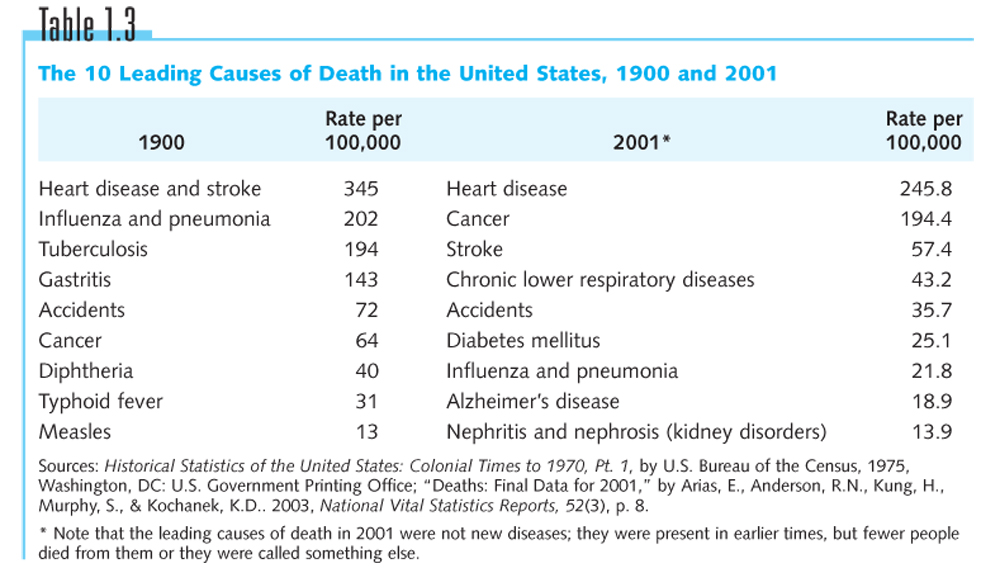 Table 1.3
The 10 Leading Causes of Death in the United States, 1900 and 2001
Rate per Rate per
1900 100,000 2001* 100,000
Heart disease and stroke 345 Heart disease 245.8
Influenza and pneumonia 202 Cancer 194.4
Tuberculosis 194 Stroke 57.4
Gastritis 143 Chronic lower respiratory diseases 43.2
Accidents 72 Accidents 35.7
Cancer 64 Diabetes mellitus 25.1
Diphtheria 40 Influenza and pneumonia 21.8
Typhoid fever 31 Alzheimer's disease 18.9
Measles 13 Nephritis and nephrosis (kidney disorders) 13.9
Sources: Historical Statistics of the United States: Colonial Times to 1970, Pt. 1, by U.S. Bureau of the Census, 1975,
Washington, DC: U.S. Government Printing Office; "Deaths: Final Data for 2001," by Arias, E., Anderson, R.N., Kung, H.,
Murphy, S., & Kochanek, K.D.. 2003, National Vital Statistics Reports, 52(3), p. 8.
* Note that the leading causes of death in 2001 were not new diseases; they were present in earlier times, but fewer people
died from them or they were called something else.